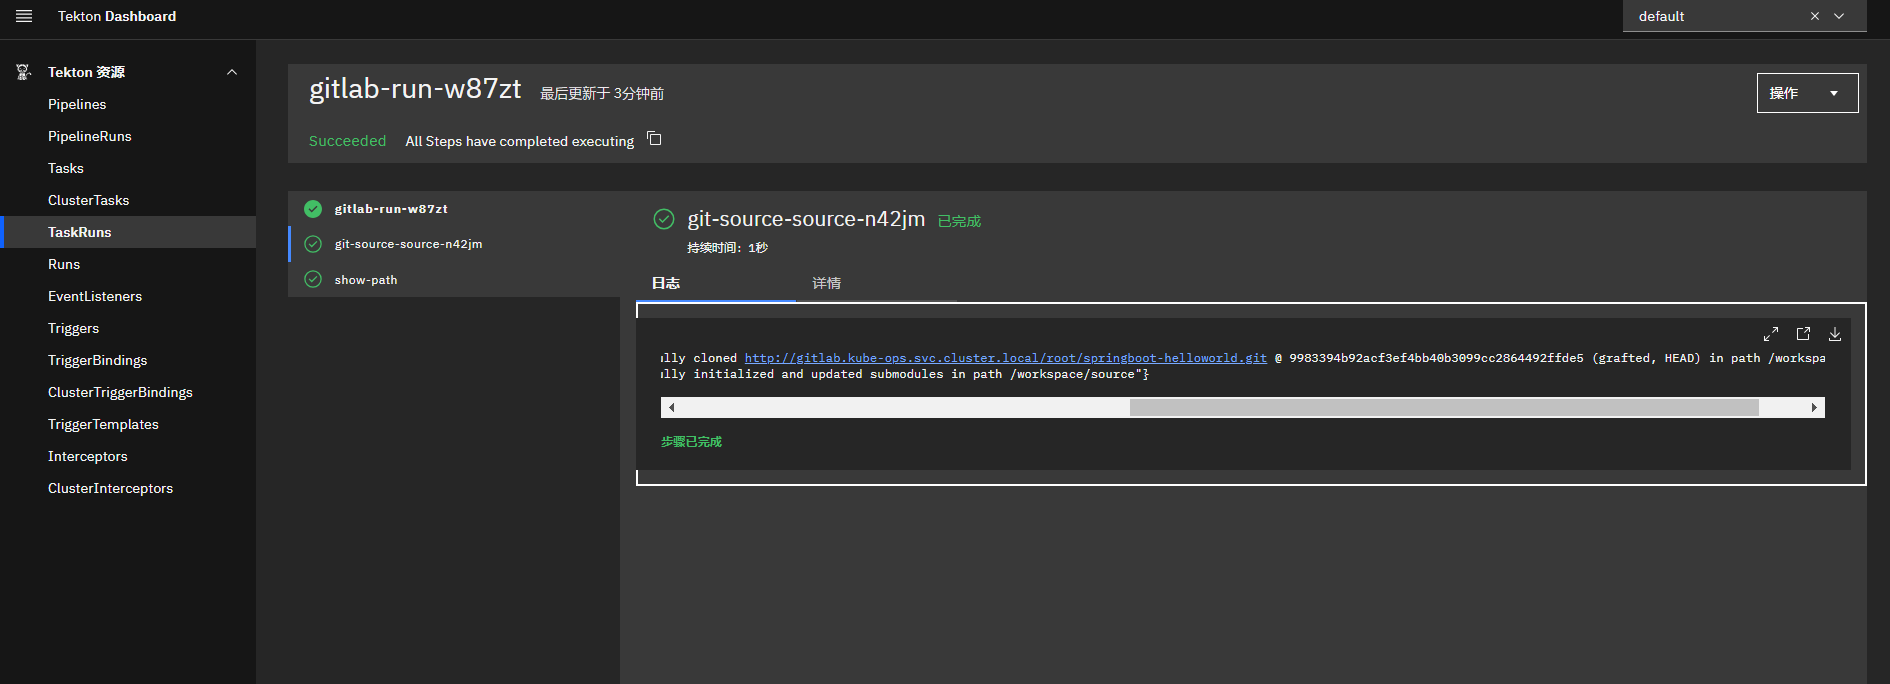 Tekton Dashboard
default
Tekton 资源
Pipelines
PipelineRuns
Tasks
ClusterTasks
TaskRuns
Runs
EventListeners
Triggers
TriggerBindings
ClusterTriggerBindings
TriggerTemplates
Interceptors
ClusterInterceptors
gitlab-run-w87zt 最后更新于 3分钟前
操作
Succeeded All Steps have completed executing
gitlab-run-w87zt
git-source-source-n42jm
show-path
git-source-source-n42jm 已完成
持续时间: 1秒
日志 详情
lly cloned http://gitlab.kube-ops.svc.cluster.local/root/springboot-helloworld.git @ 9983394b92acf3ef4bb40b3099cc2864492ffde5 (grafted, HEAD) in path /workspa
lly initialized and updated submodules in path /workspace/source"}
步骤已完成